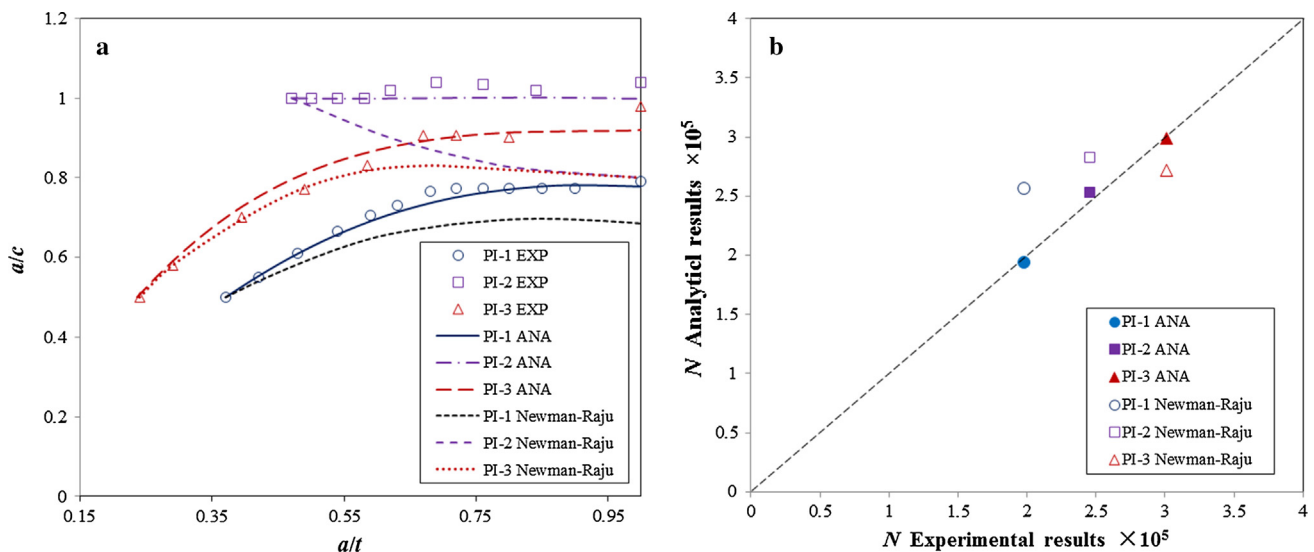 a
1.2
1
0.8
0.6
0.4
0.2
0
0.15
0.35
0.55
0.75
0.95
a/c
a/t
PI-1 EXP
PI-2 EXP
PI-3 EXP
PI-1 ANA
PI-2 ANA
PI-3 ANA
PI-1 Newman-Raju
PI-2 Newman-Raju
PI-3 Newman-Raju
b
4
3.5
3
2.5
2
1.5
1
0.5
0
0
0.5
1
1.5
2
2.5
3
3.5
4
N Analyticl results ×10⁵
N Experimental results ×10⁵
PI-1 ANA
PI-2 ANA
PI-3 ANA
PI-1 Newman-Raju
PI-2 Newman-Raju
PI-3 Newman-Raju